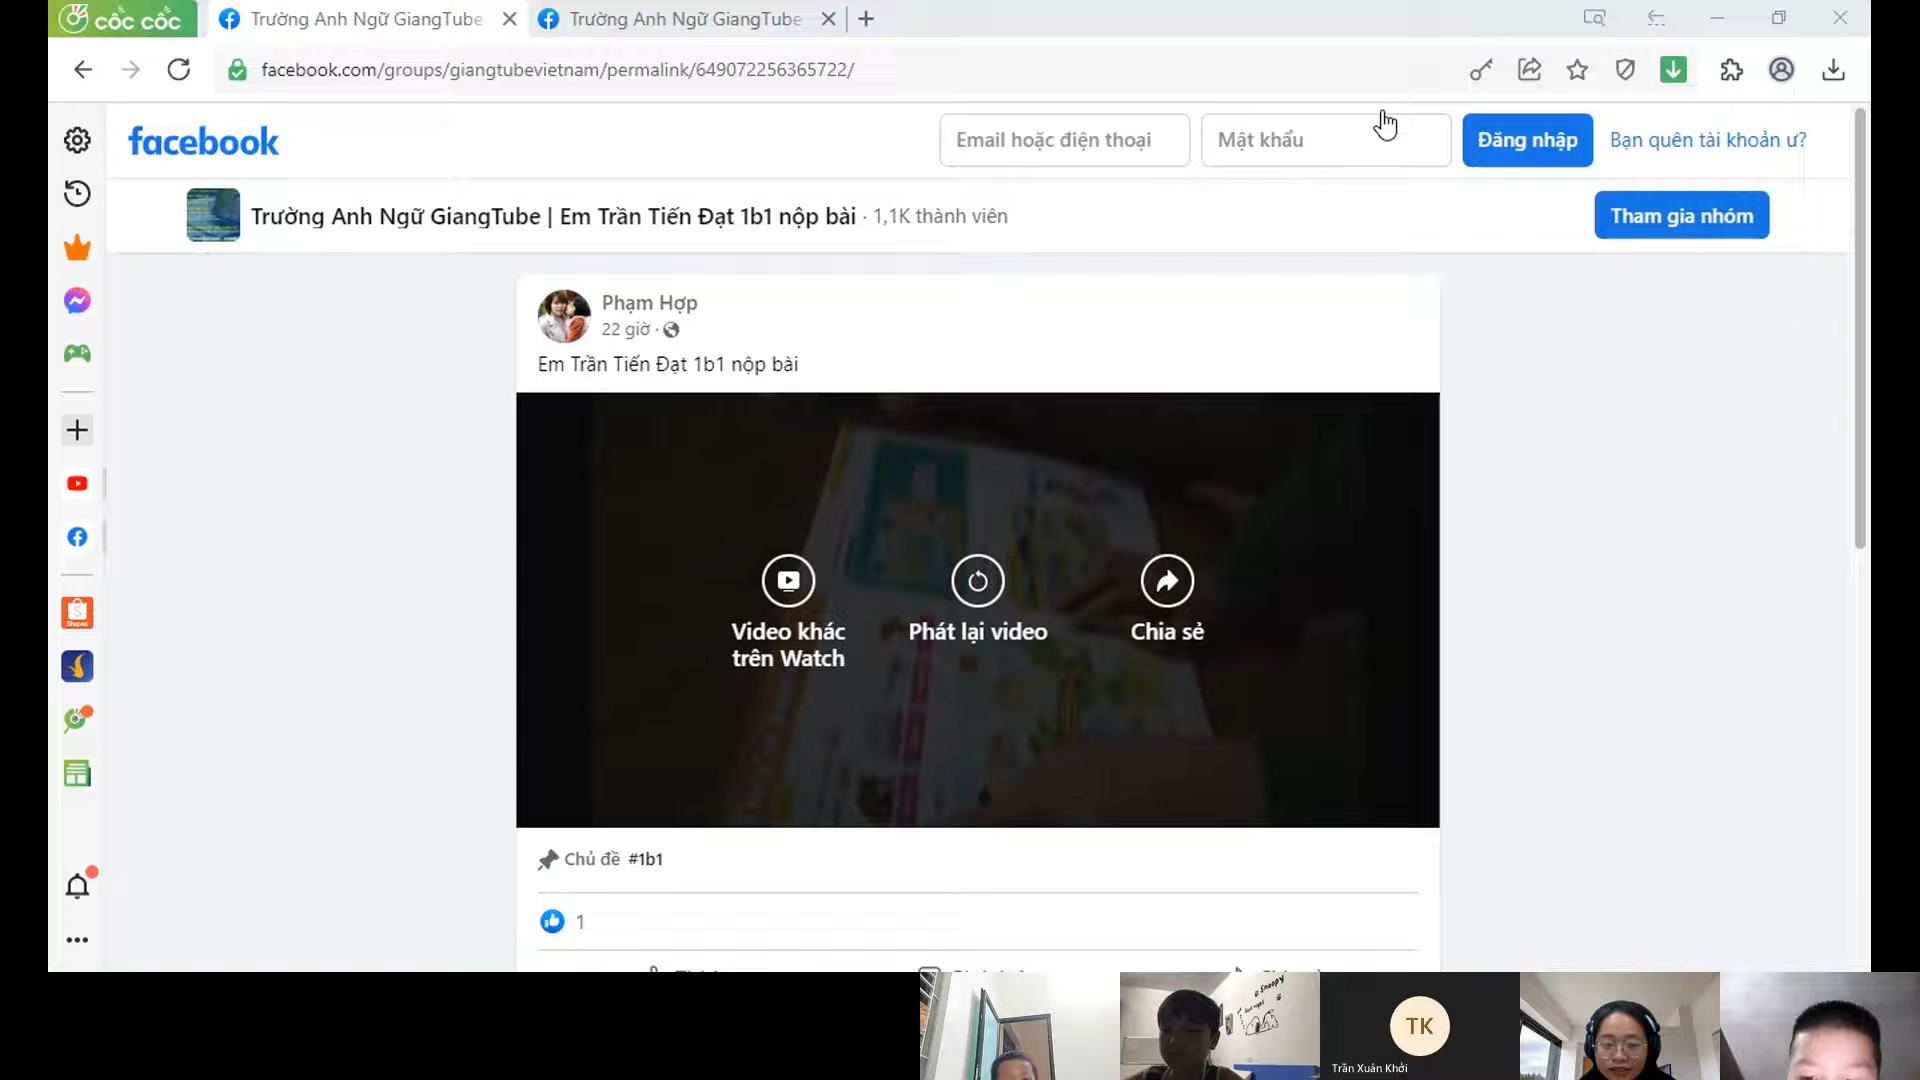 cốc cốc
Trường Anh Ngữ GiangTube
Trường Anh Ngữ GiangTube
facebook.com/groups/giangtubevietnam/permalink/649072256365722/
facebook
Email hoặc điện thoại
Mật khẩu
Đăng nhập
Bạn quên tài khoản ư?
Trường Anh Ngữ GiangTube | Em Trần Tiến Đạt 1b1 nộp bài · 1,1K thành viên
Tham gia nhóm
Phạm Hợp
22 giờ ·
Em Trần Tiến Đạt 1b1 nộp bài
Video khác
trên Watch
Phát lại video
Chia sẻ
Chủ đề #1b1
1
Shopee
Snoopy
TK
Trần Xuân Khởi